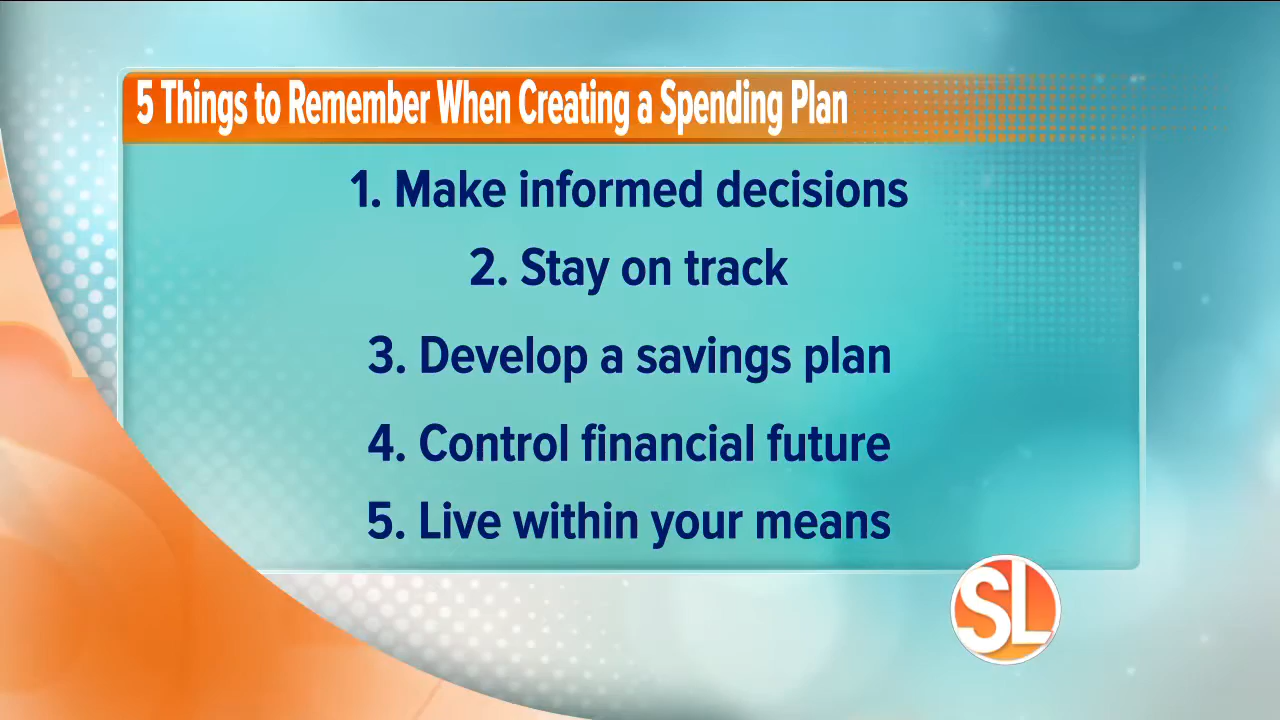 5 Things to Remember When Creating a Spending Plan
1. Make informed decisions
2. Stay on track
3. Develop a savings plan
4. Control financial future
5. Live within your means
SL